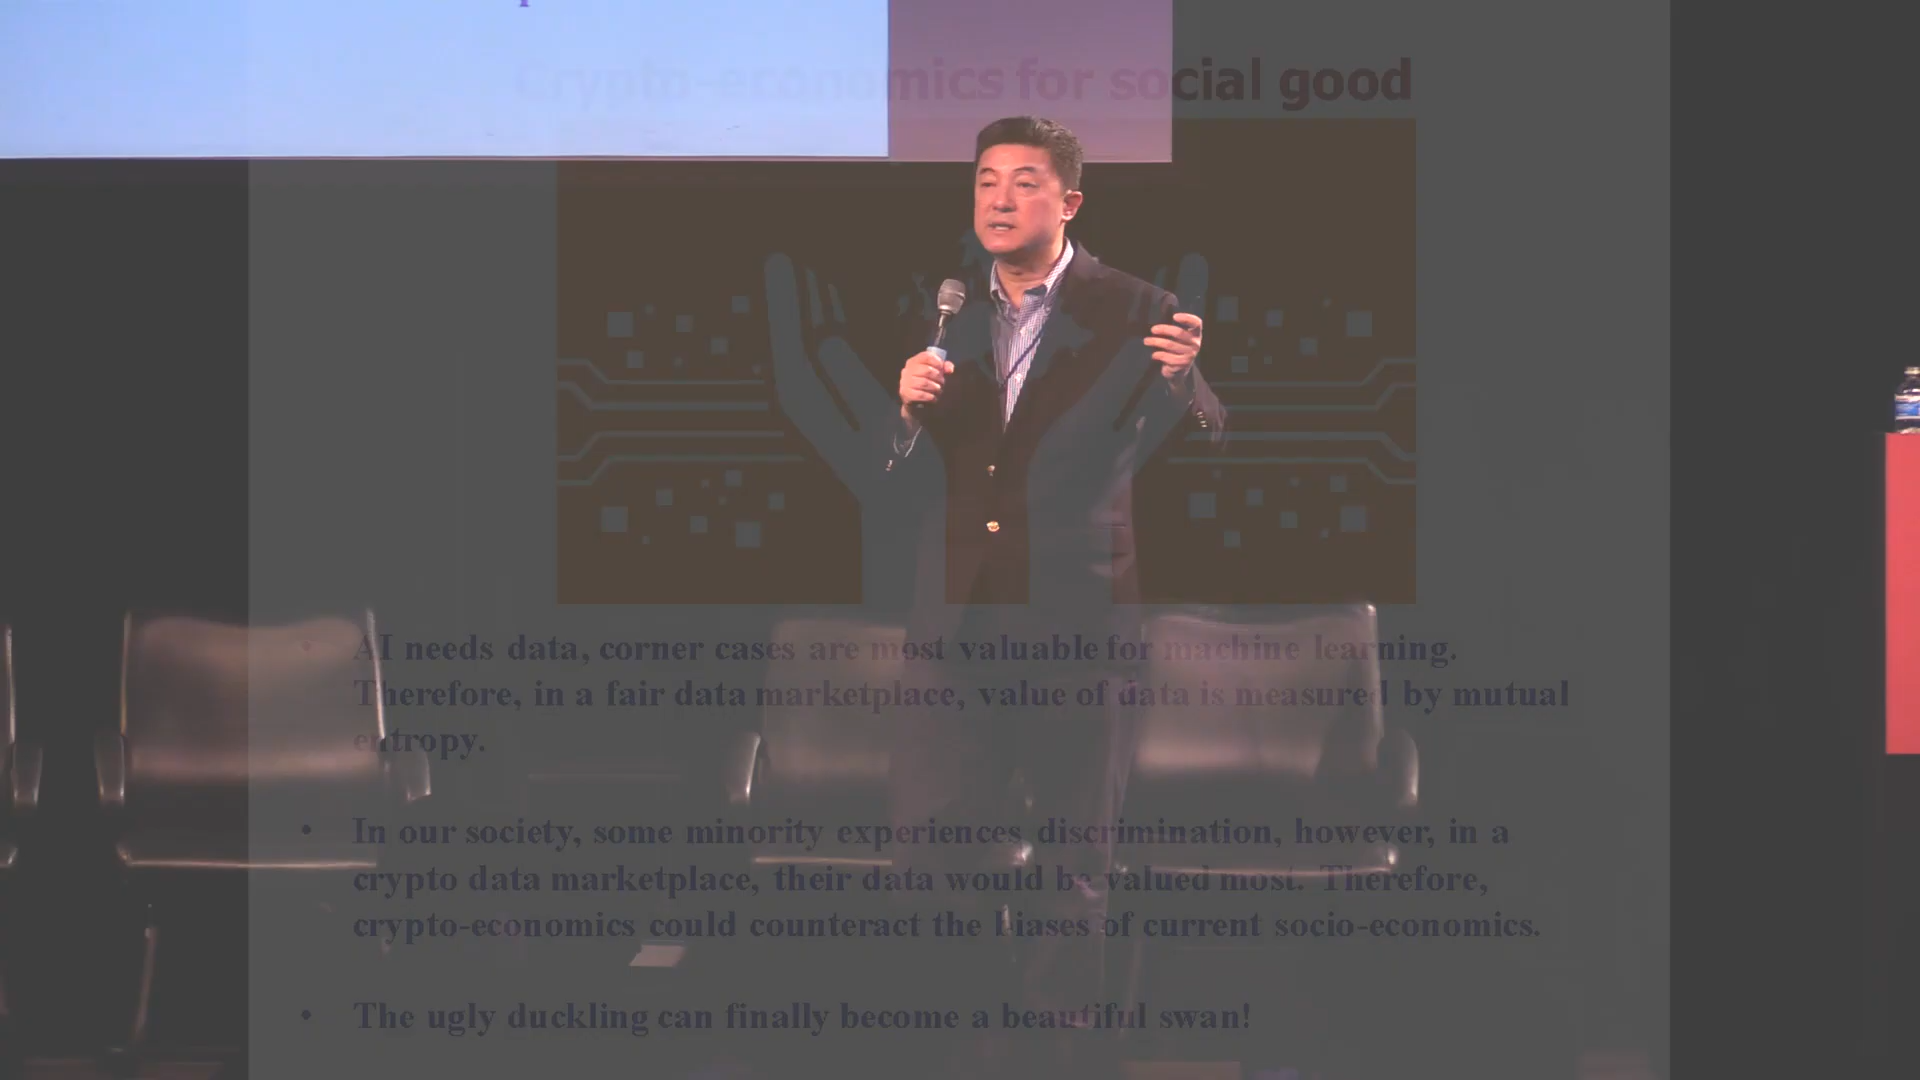 Crypto-economics for social good
• AI needs data, corner cases are most valuable for machine learning.
Therefore, in a fair data marketplace, value of data is measured by mutual
entropy.
• In our society, some minority experiences discrimination, however, in a
crypto data marketplace, their data would be valued most. Therefore,
crypto-economics could counteract the biases of current socio-economics.
• The ugly duckling can finally become a beautiful swan!